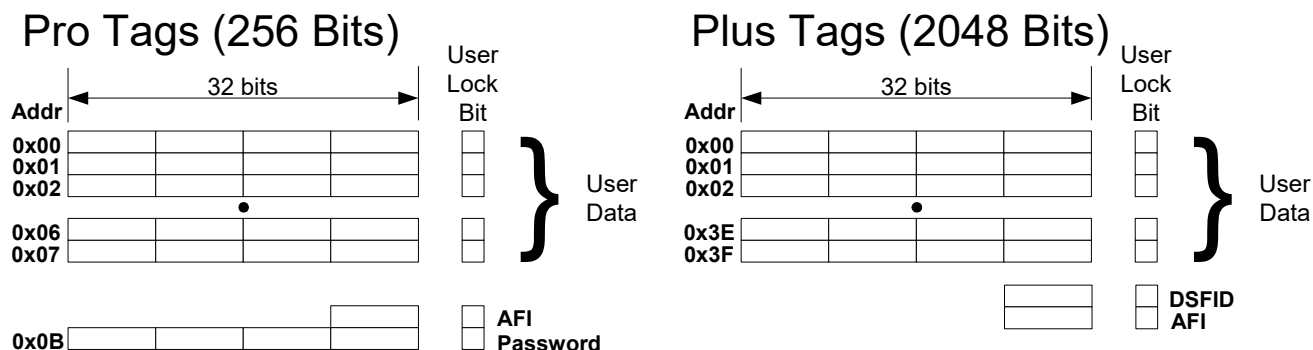 Pro Tags (256 Bits)
User
Lock
Bit
32 bits
Addr
0x00
0x01
0x02
0x06
0x07
User
Data
AFI
0x0B
Password
Plus Tags (2048 Bits)
User
Lock
Bit
32 bits
Addr
0x00
0x01
0x02
0x3E
0x3F
User
Data
DSFID
AFI